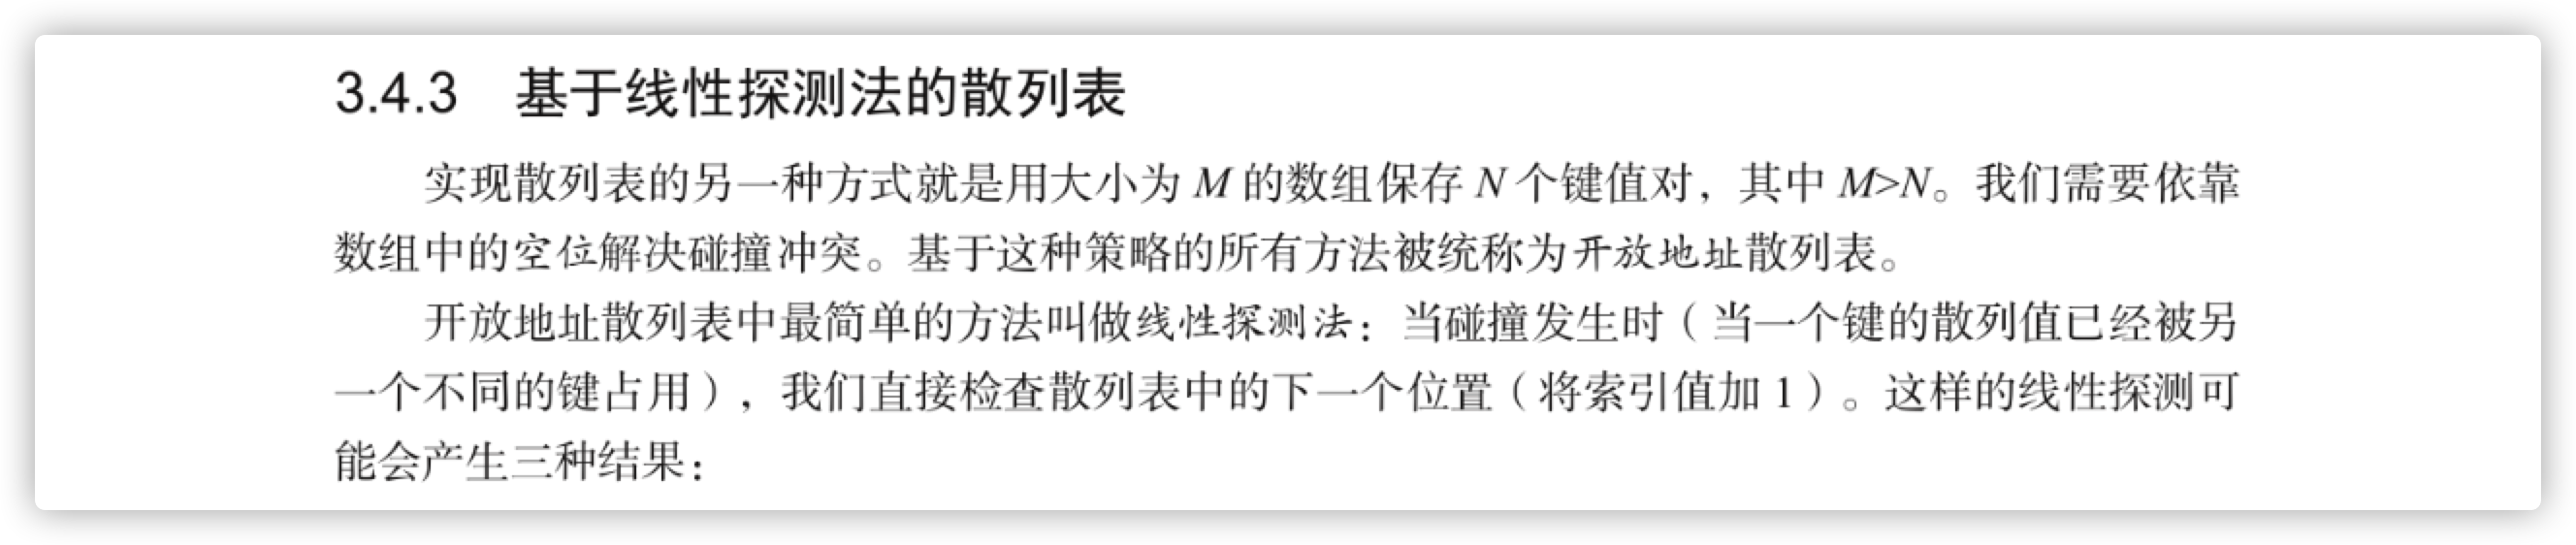 3.4.3 基于线性探测法的散列表
实现散列表的另一种方式就是用大小为 M 的数组保存 N 个键值对，其中 M>N。我们需要依靠
数组中的空位解决碰撞冲突。基于这种策略的所有方法被统称为开放地址散列表。
开放地址散列表中最简单的方法叫做线性探测法：当碰撞发生时（当一个键的散列值已经被另
一个不同的键占用），我们直接检查散列表中的下一个位置（将索引值加 1）。这样的线性探测可
能会产生三种结果：